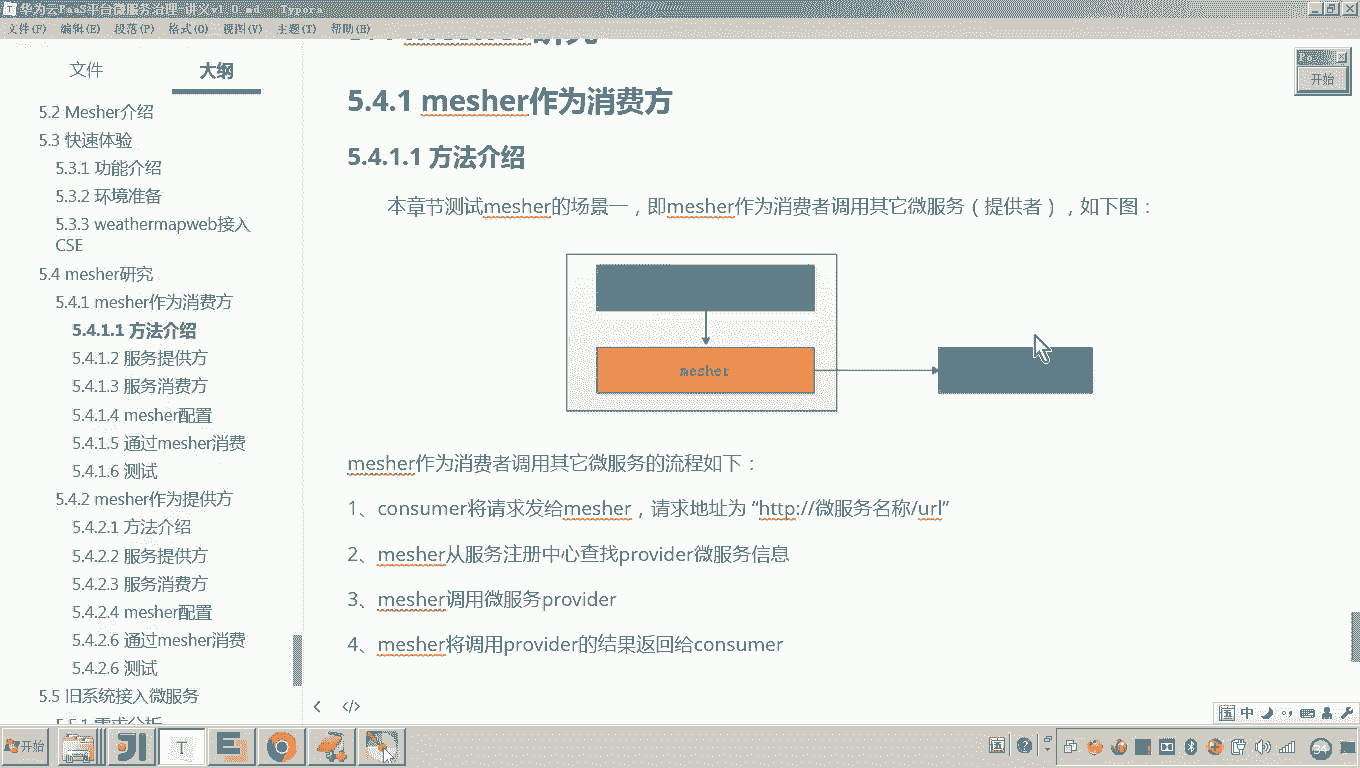 华为云PaaS平台微服务治理-讲义v1.0.md - Typora
文件(F) 编辑(E) 段落(P) 格式(O) 视图(V) 主题(T) 帮助(H)
文件 大纲
5.2 Mesher介绍
5.3 快速体验
5.3.1 功能介绍
5.3.2 环境准备
5.3.3 weathermapweb接入
CSE
5.4 mesher研究
5.4.1 mesher作为消费方
5.4.1.1 方法介绍
5.4.1.2 服务提供方
5.4.1.3 服务消费方
5.4.1.4 mesher配置
5.4.1.5 通过mesher消费
5.4.1.6 测试
5.4.2 mesher作为提供方
5.4.2.1 方法介绍
5.4.2.2 服务提供方
5.4.2.3 服务消费方
5.4.2.4 mesher配置
5.4.2.6 通过mesher消费
5.4.2.6 测试
5.5 旧系统接入微服务
5.5.1 需求分析
5.4.1 mesher作为消费方
5.4.1.1 方法介绍
本章节测试mesher的场景一，即mesher作为消费者调用其它微服务（提供者），如下图：
mesher
mesher作为消费者调用其它微服务的流程如下：
1、consumer将请求发给mesher，请求地址为 “http://微服务名称/url”
2、mesher从服务注册中心查找provider微服务信息
3、mesher调用微服务provider
4、mesher将调用provider的结果返回给consumer
开始
中
开始
T
36